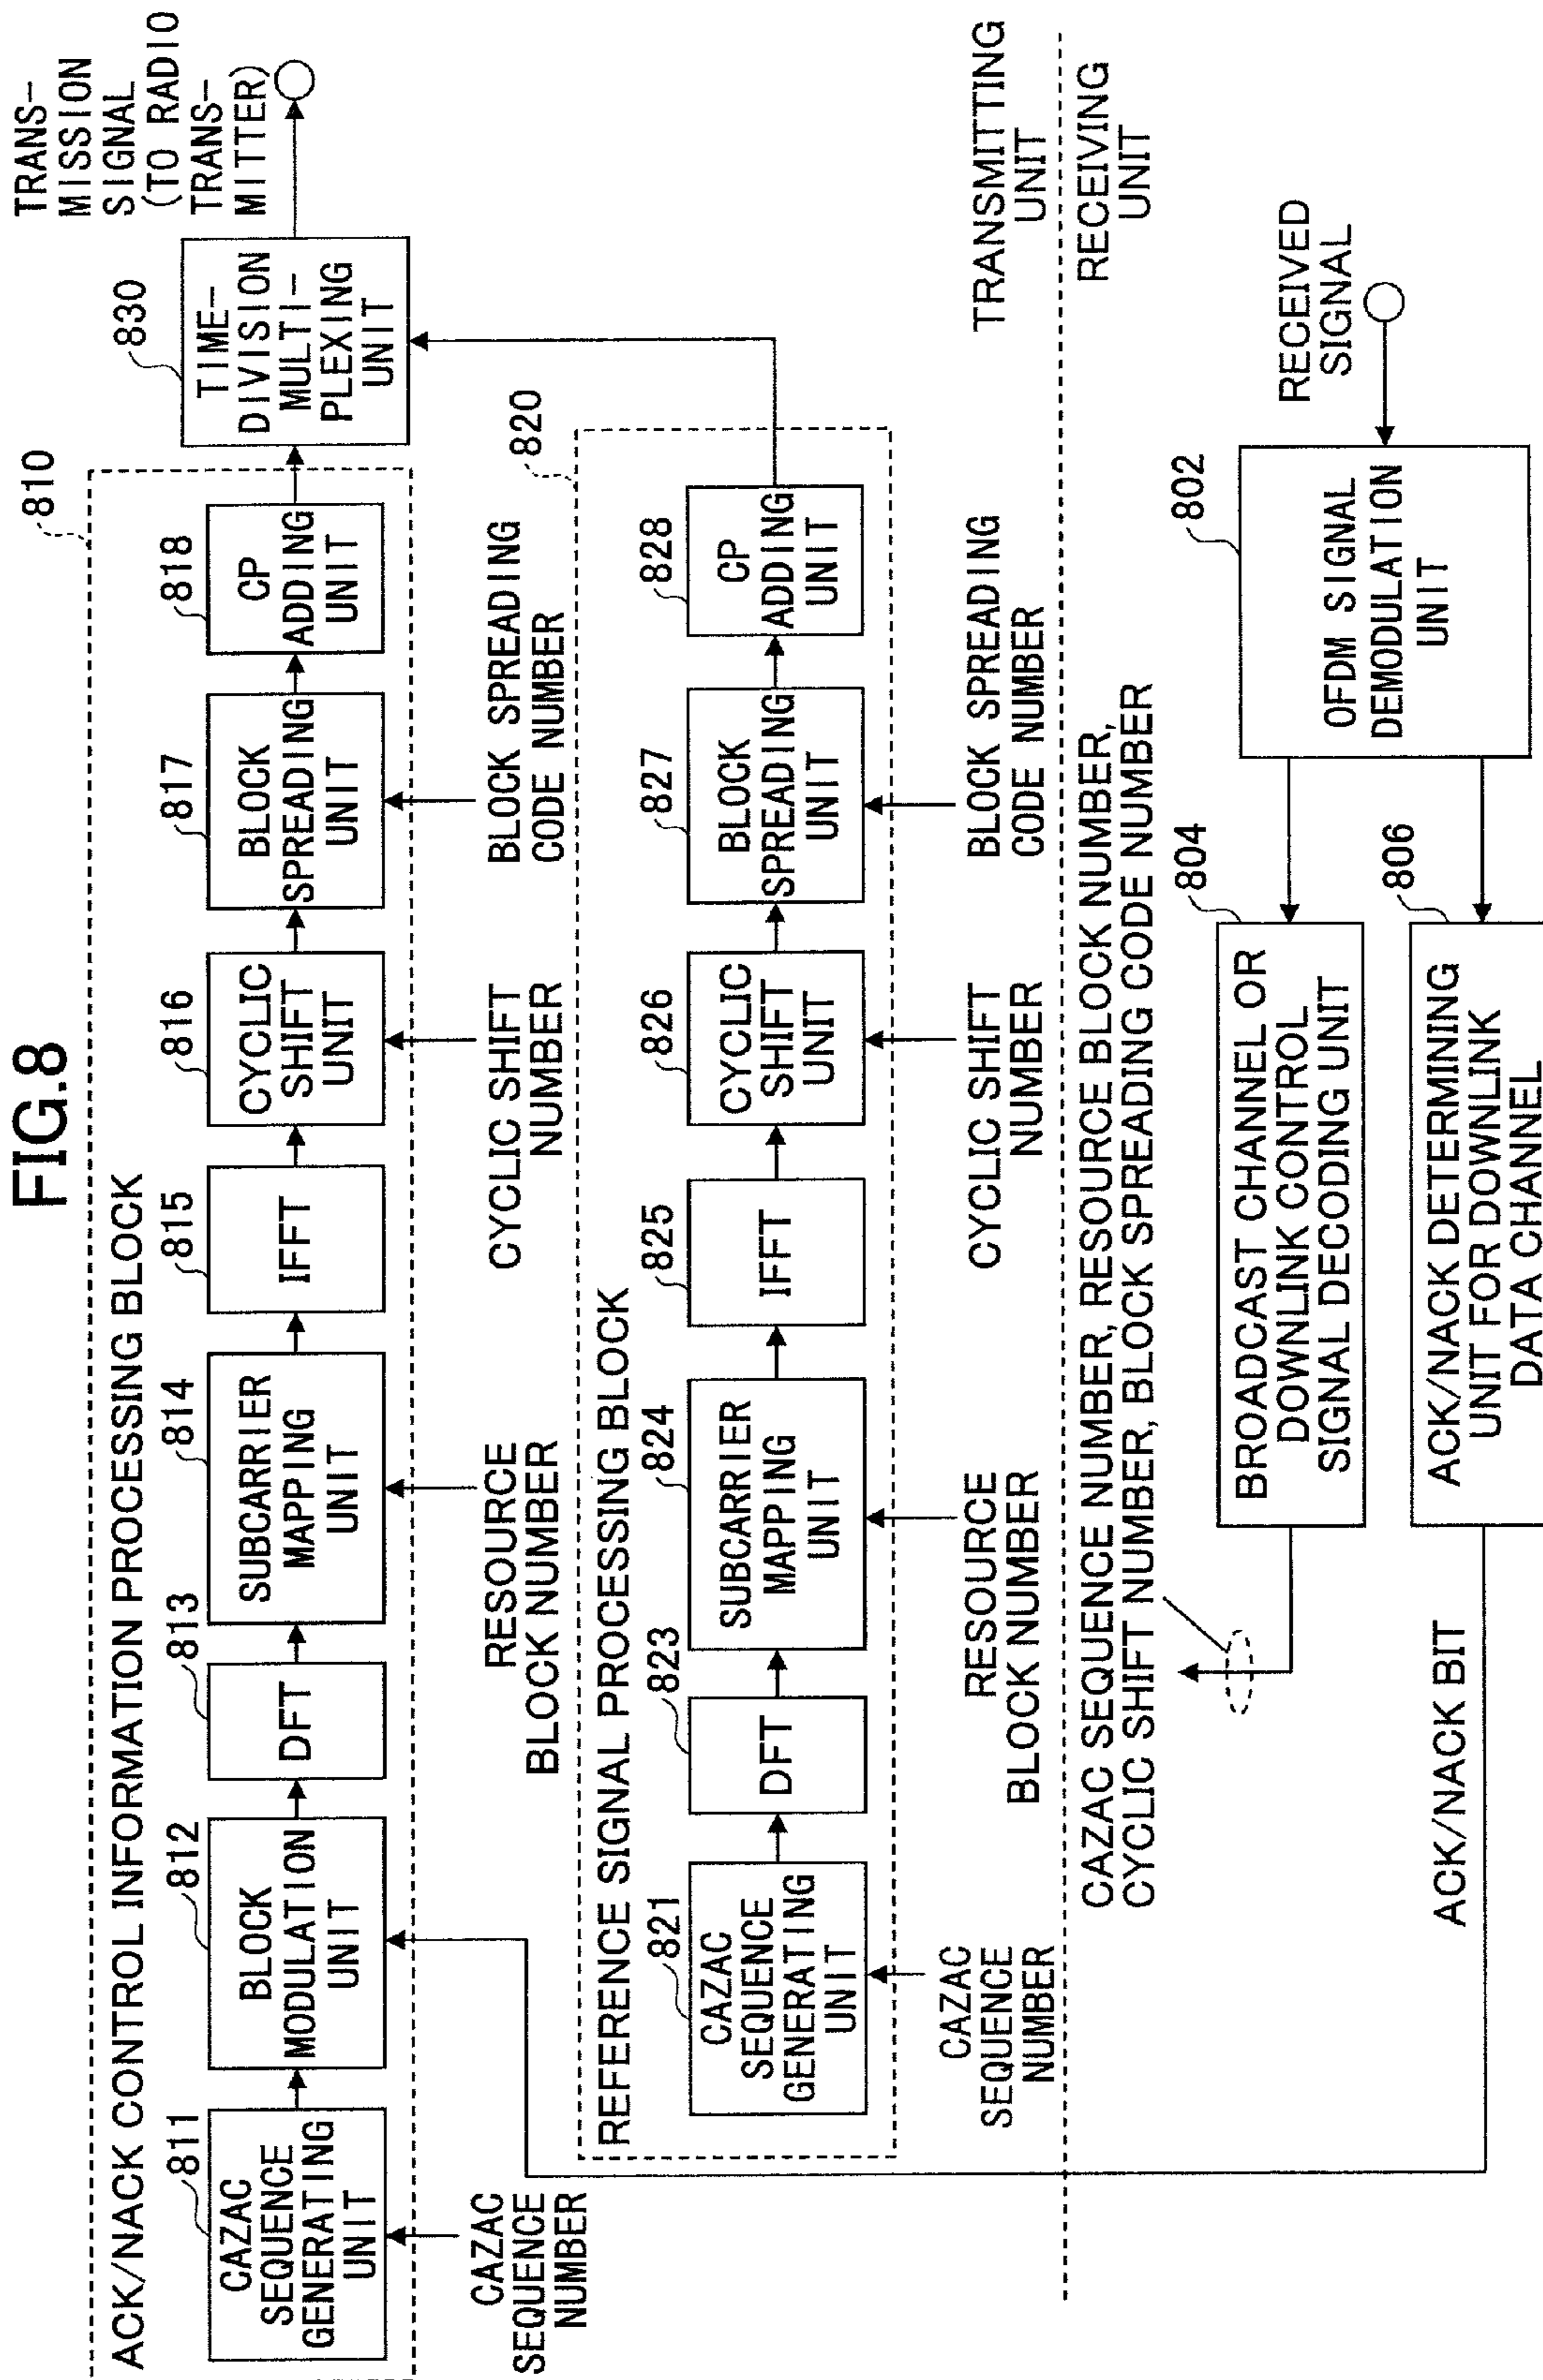 FIG.8
ACK/NACK CONTROL INFORMATION PROCESSING BLOCK
810
811
CAZAC
SEQUENCE
GENERATING
UNIT
CAZAC
SEQUENCE
NUMBER
812
BLOCK
MODULATION
UNIT
813
DFT
814
SUBCARRIER
MAPPING
UNIT
RESOURCE
BLOCK NUMBER
815
IFFT
816
CYCLIC
SHIFT
UNIT
CYCLIC SHIFT
NUMBER
817
BLOCK
SPREADING
UNIT
BLOCK SPREADING
CODE NUMBER
818
CP
ADDING
UNIT
830
TIME-
DIVISION
MULTI-
PLEXING
UNIT
TRANS-
MISSION
SIGNAL
(TO RADIO
TRANS-
MITTER)
REFERENCE SIGNAL PROCESSING BLOCK
820
821
CAZAC
SEQUENCE
GENERATING
UNIT
CAZAC
SEQUENCE
NUMBER
823
DFT
824
SUBCARRIER
MAPPING
UNIT
RESOURCE
BLOCK NUMBER
825
IFFT
826
CYCLIC
SHIFT
UNIT
CYCLIC SHIFT
NUMBER
827
BLOCK
SPREADING
UNIT
BLOCK SPREADING
CODE NUMBER
828
CP
ADDING
UNIT
TRANSMITTING
UNIT
RECEIVING
UNIT
CAZAC SEQUENCE NUMBER, RESOURCE BLOCK NUMBER,
CYCLIC SHIFT NUMBER, BLOCK SPREADING CODE NUMBER
804
BROADCAST CHANNEL OR
DOWNLINK CONTROL
SIGNAL DECODING UNIT
802
OFDM SIGNAL
DEMODULATION
UNIT
RECEIVED
SIGNAL
ACK/NACK BIT
806
ACK/NACK DETERMINING
UNIT FOR DOWNLINK
DATA CHANNEL